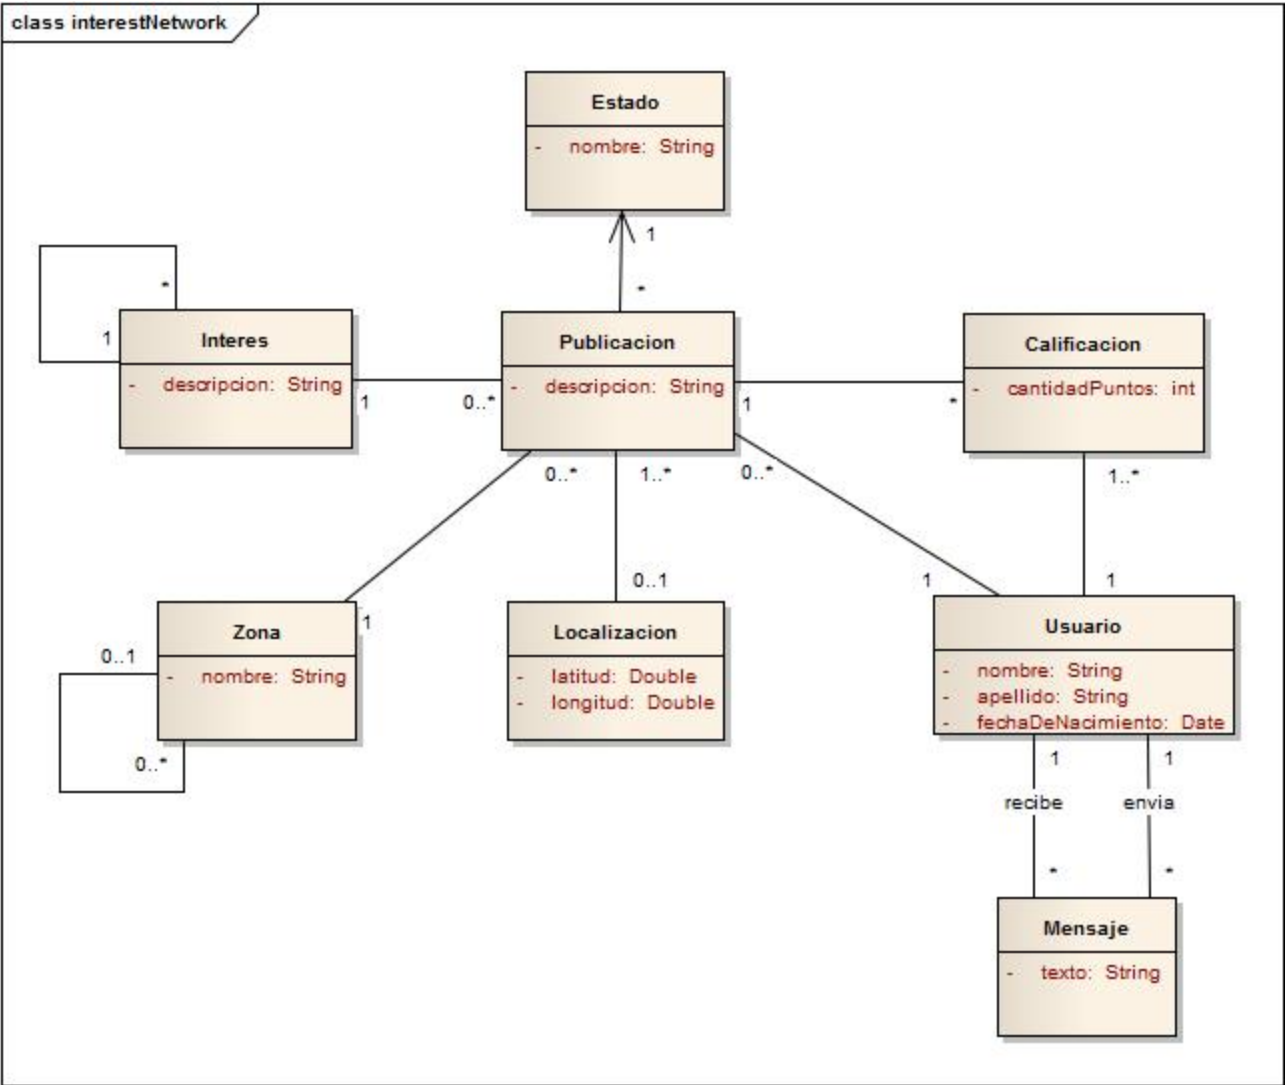 class interestNetwork
Estado
- nombre: String
1
*
*
1
Interes
- descripcion: String
1
0..*
Publicacion
- descripcion: String
1
*
Calificacion
- cantidadPuntos: int
0..*
1..*
0..*
1..*
1
0..1
1
1
Zona
- nombre: String
0..1
0..*
Localizacion
- latitud: Double
- longitud: Double
Usuario
- nombre: String
- apellido: String
- fechaDeNacimiento: Date
1
1
recibe
envia
*
*
Mensaje
- texto: String